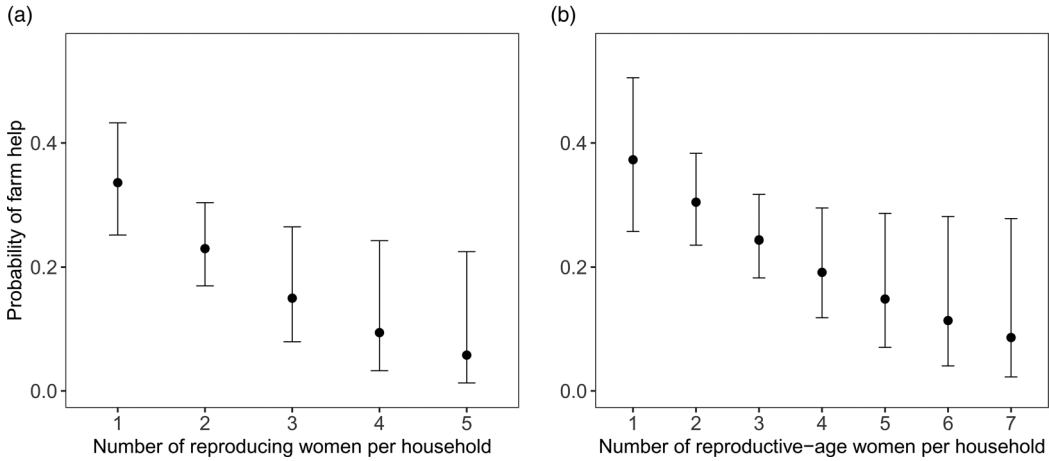 (a)
Probability of farm help
0.4
0.2
0.0
1 2 3 4 5
Number of reproducing women per household
(b)
0.4
0.2
0.0
1 2 3 4 5 6 7
Number of reproductive−age women per household